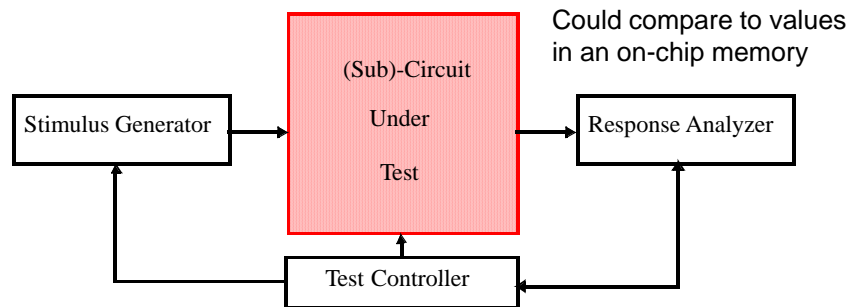 Could compare to values
in an on-chip memory
(Sub)-Circuit
Under
Test
Stimulus Generator
Response Analyzer
Test Controller